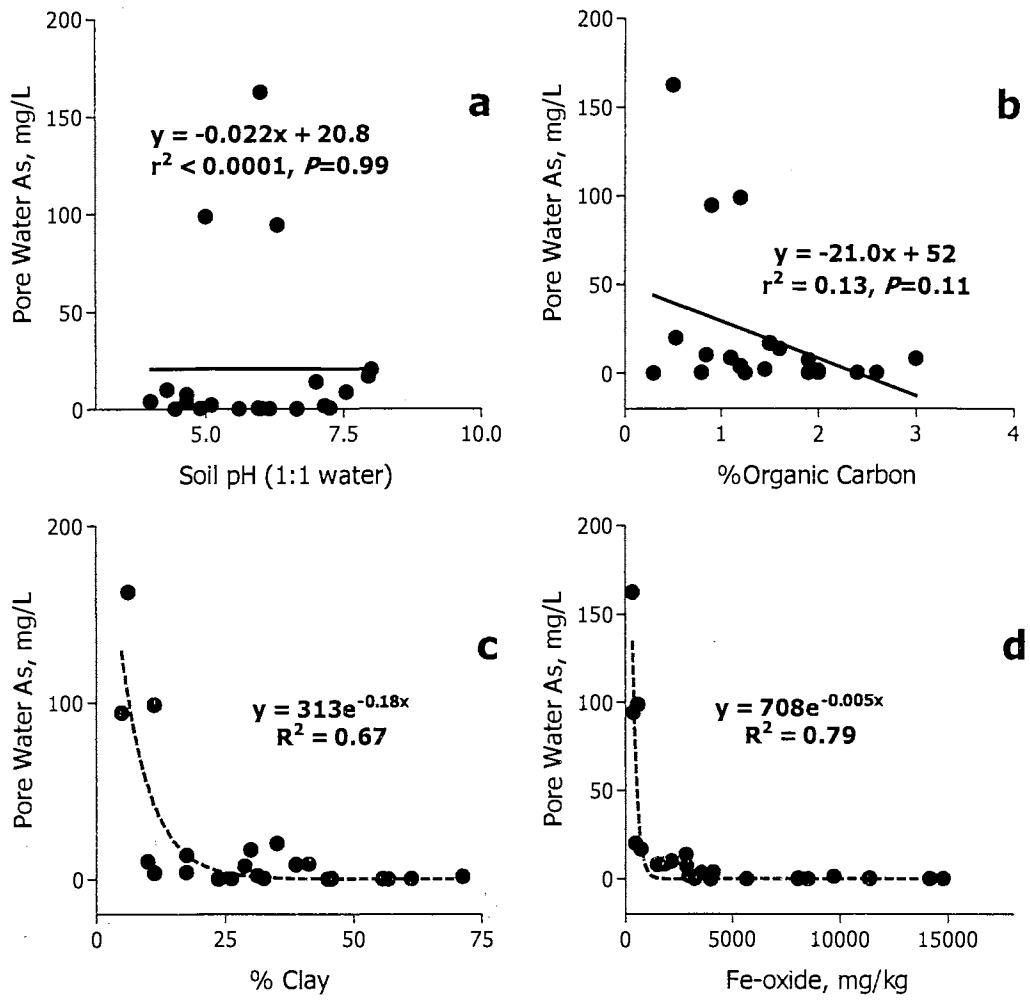 200
150
100
50
0
Pore Water As, mg/L
a
y = -0.022x + 20.8
r² < 0.0001, P=0.99
5.0 7.5 10.0
Soil pH (1:1 water)
200
150
100
50
0
Pore Water As, mg/L
b
y = -21.0x + 52
r² = 0.13, P=0.11
0 1 2 3 4
%Organic Carbon
200
150
100
50
0
Pore Water As, mg/L
c
y = 313e^-0.18x
R² = 0.67
0 25 50 75
% Clay
200
150
100
50
0
Pore Water As, mg/L
d
y = 708e^-0.005x
R² = 0.79
0 5000 10000 15000
Fe-oxide, mg/kg